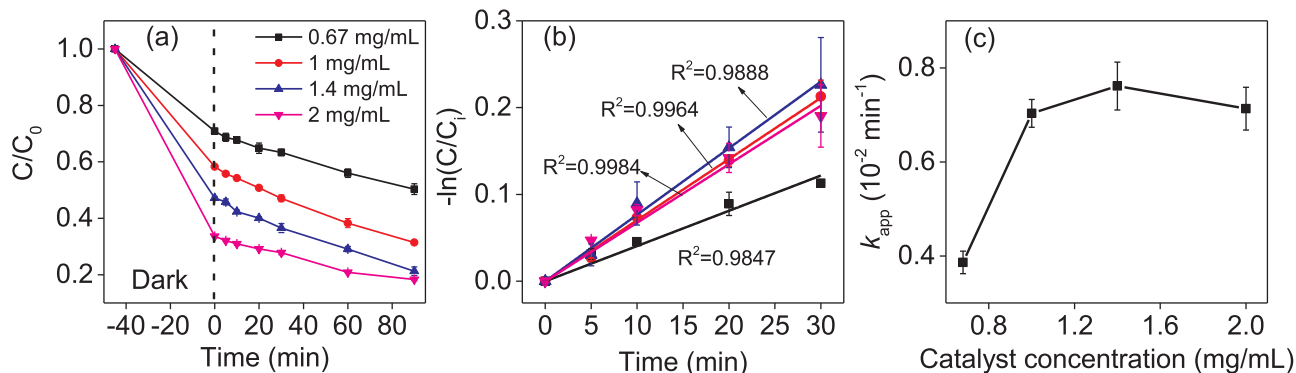 (a)
0.67 mg/mL
1 mg/mL
1.4 mg/mL
2 mg/mL
Dark
C/C0
1.0
0.8
0.6
0.4
0.2
-40 -20 0 20 40 60 80
Time (min)
(b)
R2=0.9888
R2=0.9964
R2=0.9984
R2=0.9847
-ln(C/Ci)
0.3
0.2
0.1
0.0
0 5 10 15 20 25 30
Time (min)
(c)
kapp (10-2 min-1)
0.8
0.6
0.4
0.8 1.2 1.6 2.0
Catalyst concentration (mg/mL)